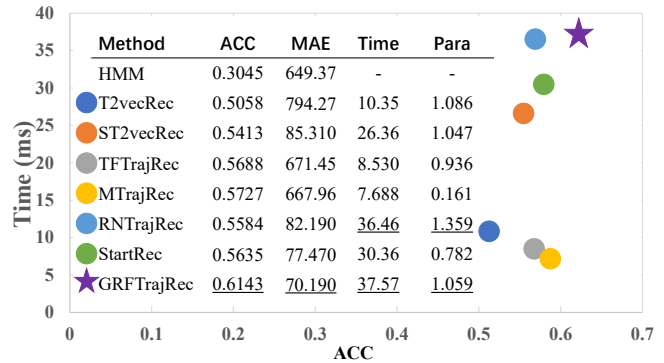 40
35
30
25
20
15
10
5
0
Time (ms)
Method ACC MAE Time Para
HMM 0.3045 649.37 - -
T2vecRec 0.5058 794.27 10.35 1.086
ST2vecRec 0.5413 85.310 26.36 1.047
TFTrajRec 0.5688 671.45 8.530 0.936
MTrajRec 0.5727 667.96 7.688 0.161
RNTrajRec 0.5584 82.190 36.46 1.359
StartRec 0.5635 77.470 30.36 0.782
GRFTrajRec 0.6143 70.190 37.57 1.059
0 0.1 0.2 0.3 0.4 0.5 0.6 0.7
ACC